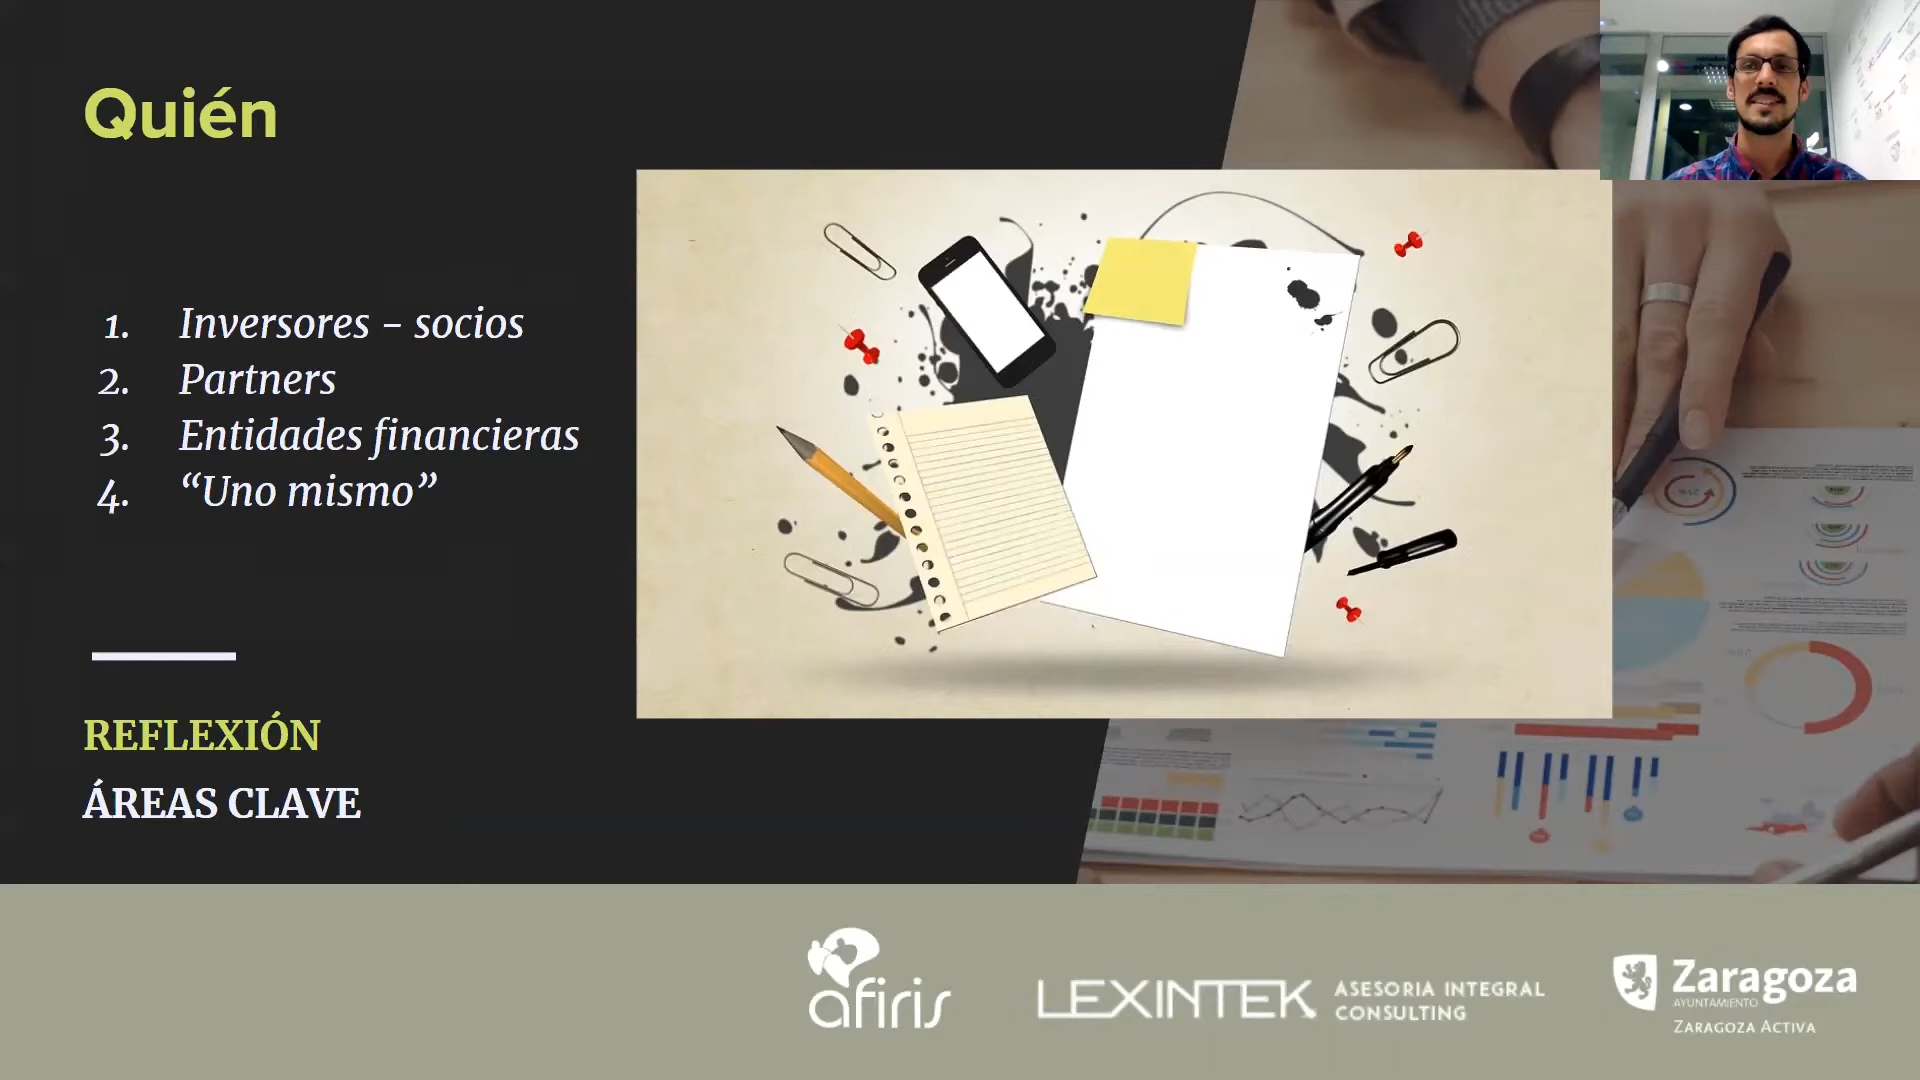 Quién
1. Inversores – socios
2. Partners
3. Entidades financieras
4. “Uno mismo”
REFLEXIÓN
ÁREAS CLAVE
afiris
LEXINTEK ASESORIA INTEGRAL
CONSULTING
Zaragoza
AYUNTAMIENTO
ZARAGOZA ACTIVA